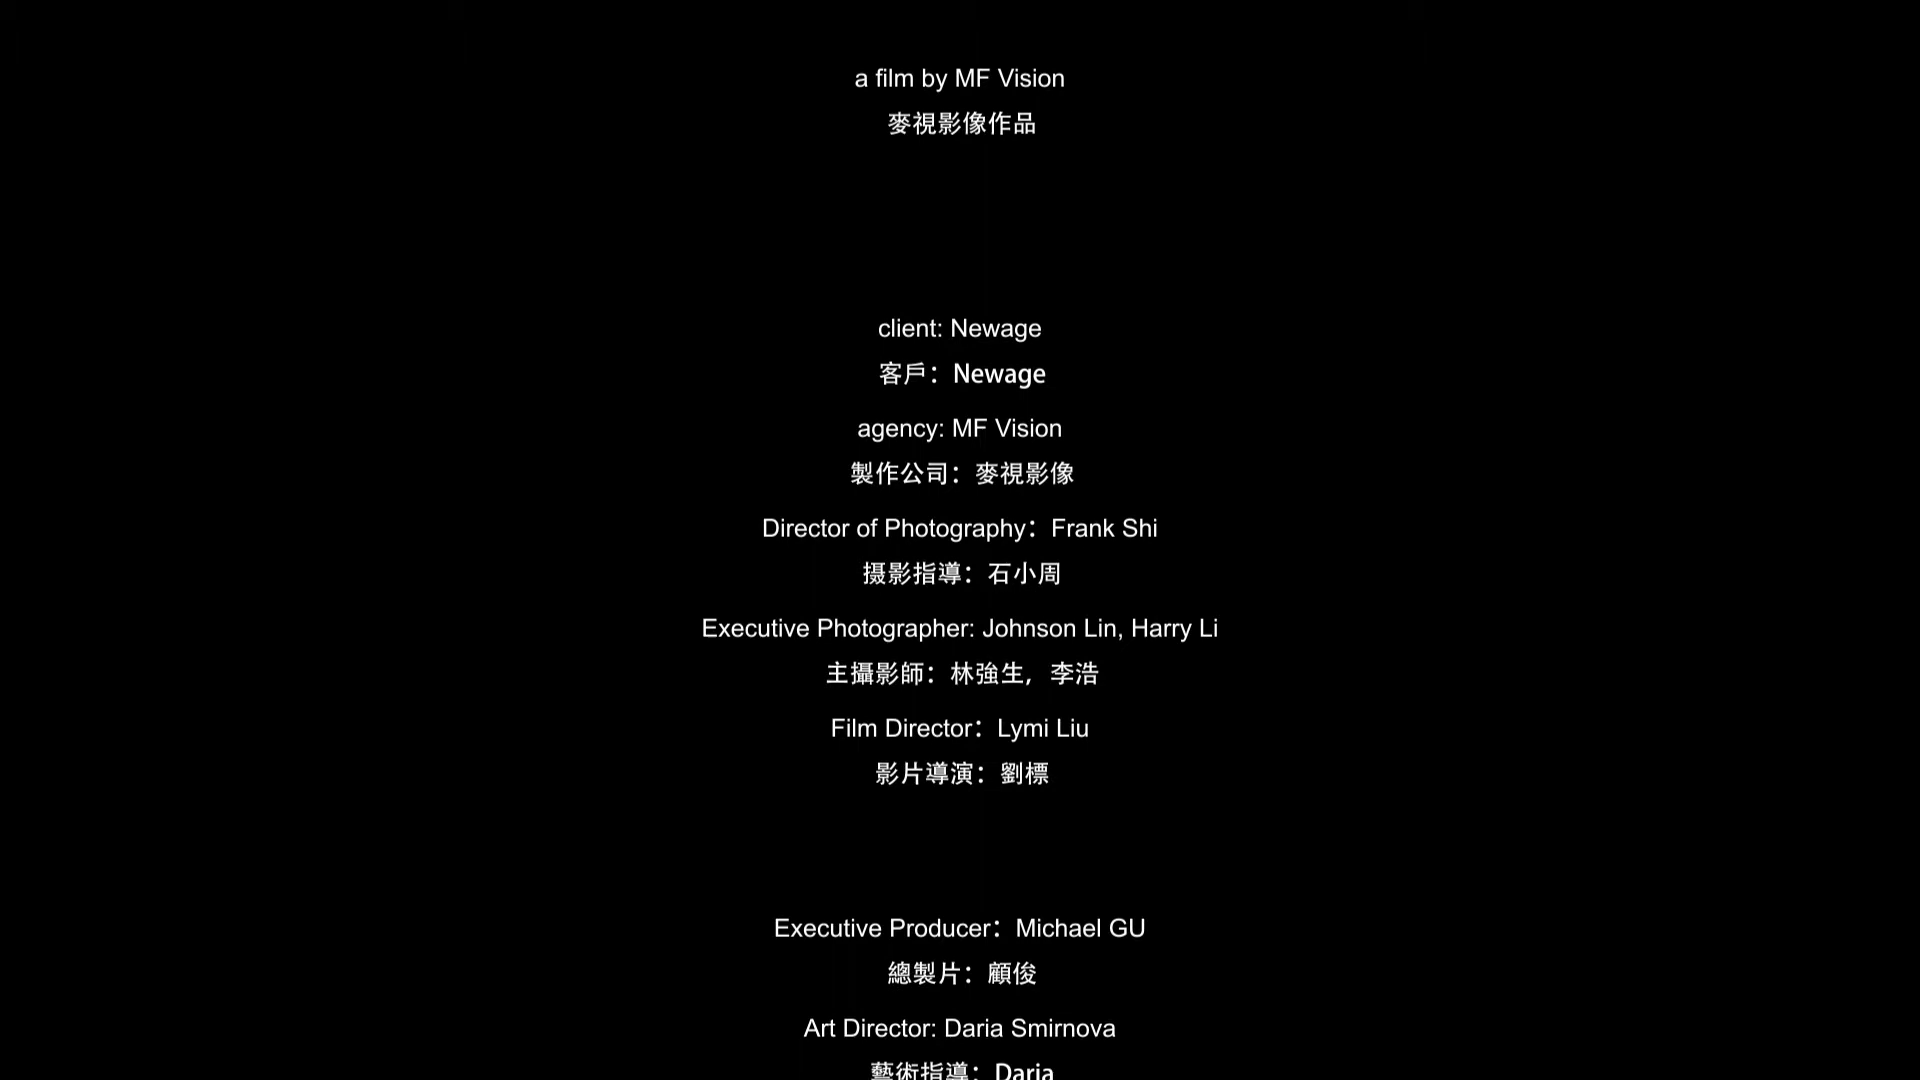 a film by MF Vision
麥視影像作品
client: Newage
客戶：Newage
agency: MF Vision
製作公司：麥視影像
Director of Photography：Frank Shi
摄影指導：石小周
Executive Photographer: Johnson Lin, Harry Li
主攝影師：林強生，李浩
Film Director：Lymi Liu
影片導演：劉標
Executive Producer：Michael GU
總製片：顧俊
Art Director: Daria Smirnova
藝術指導：Daria